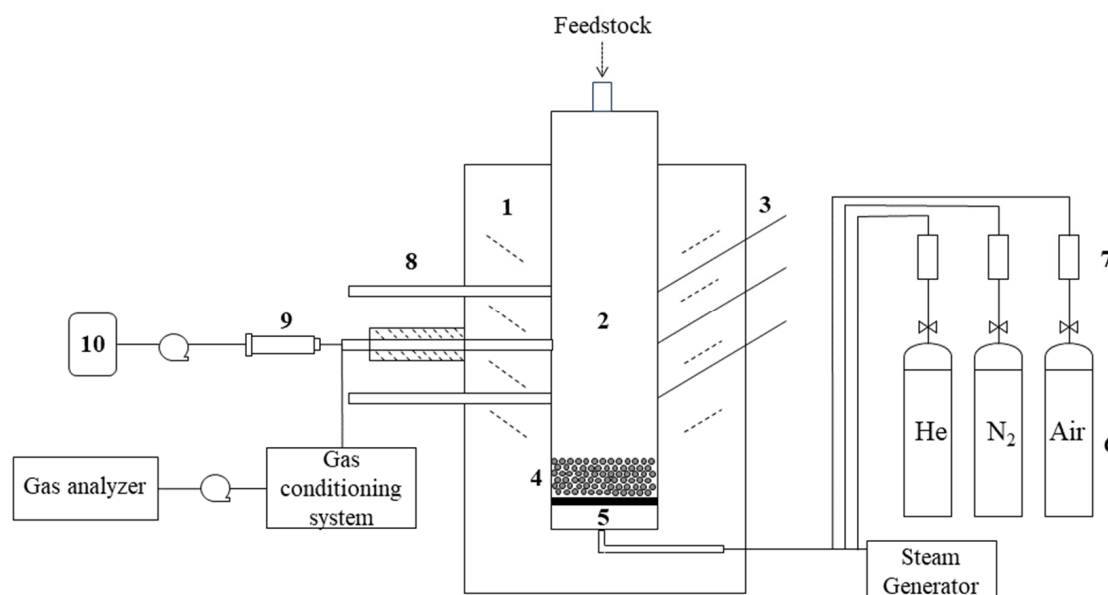 Feedstock
1
3
8
7
9
2
10
He
N2
Air
Gas analyzer
Gas
conditioning
system
4
5
Steam
Generator